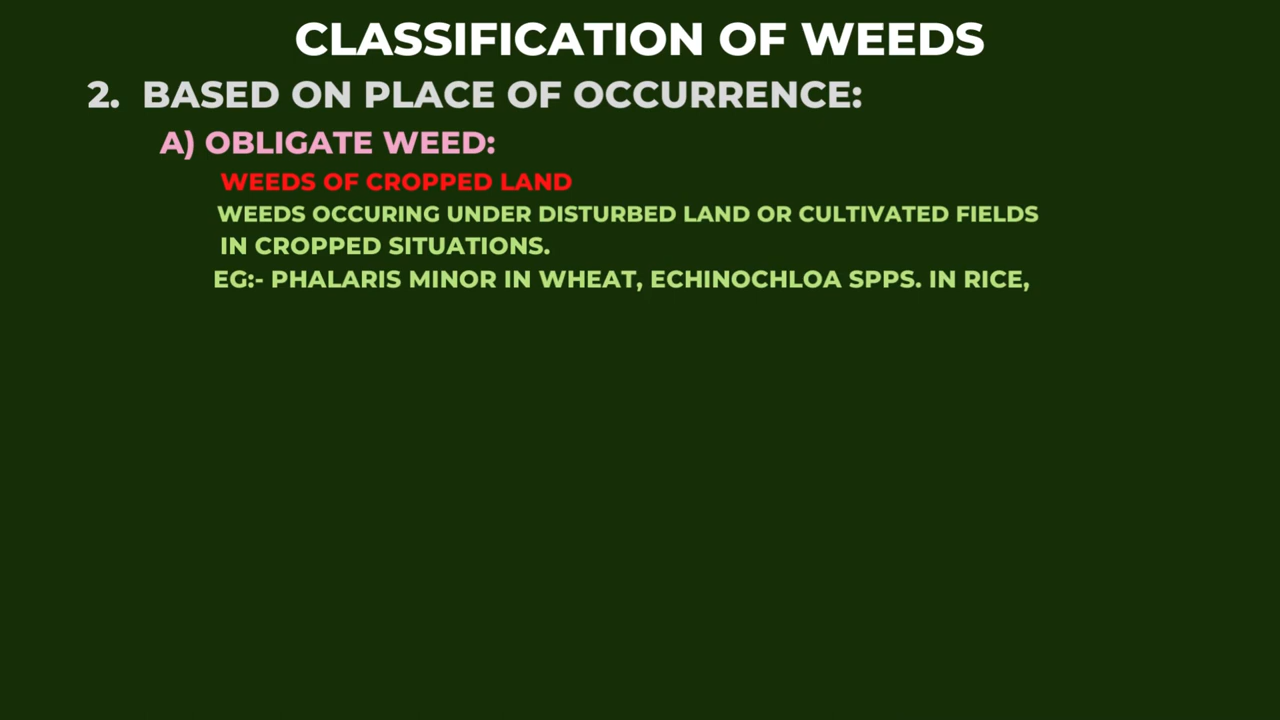 CLASSIFICATION OF WEEDS
2. BASED ON PLACE OF OCCURRENCE:
A) OBLIGATE WEED:
WEEDS OF CROPPED LAND
WEEDS OCCURING UNDER DISTURBED LAND OR CULTIVATED FIELDS
IN CROPPED SITUATIONS.
EG:- PHALARIS MINOR IN WHEAT, ECHINOCHLOA SPPS. IN RICE,